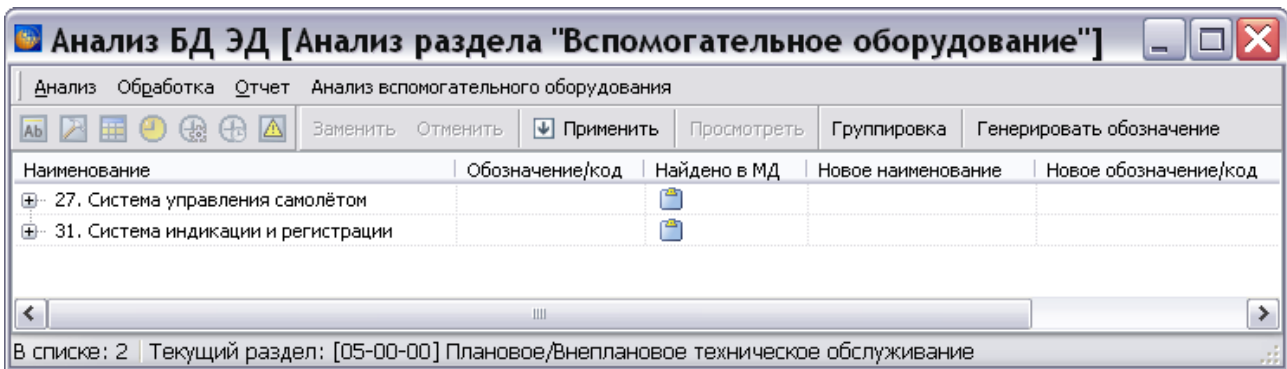 Анализ БД ЭД [Анализ раздела "Вспомогательное оборудование"]
Анализ Обработка Отчет Анализ вспомогательного оборудования
Ab Заменить Отменить Применить Просмотреть Группировка Генерировать обозначение
Наименование Обозначение/код Найдено в МД Новое наименование Новое обозначение/код
27. Система управления самолётом
31. Система индикации и регистрации
В списке: 2 Текущий раздел: [05-00-00] Плановое/Внеплановое техническое обслуживание